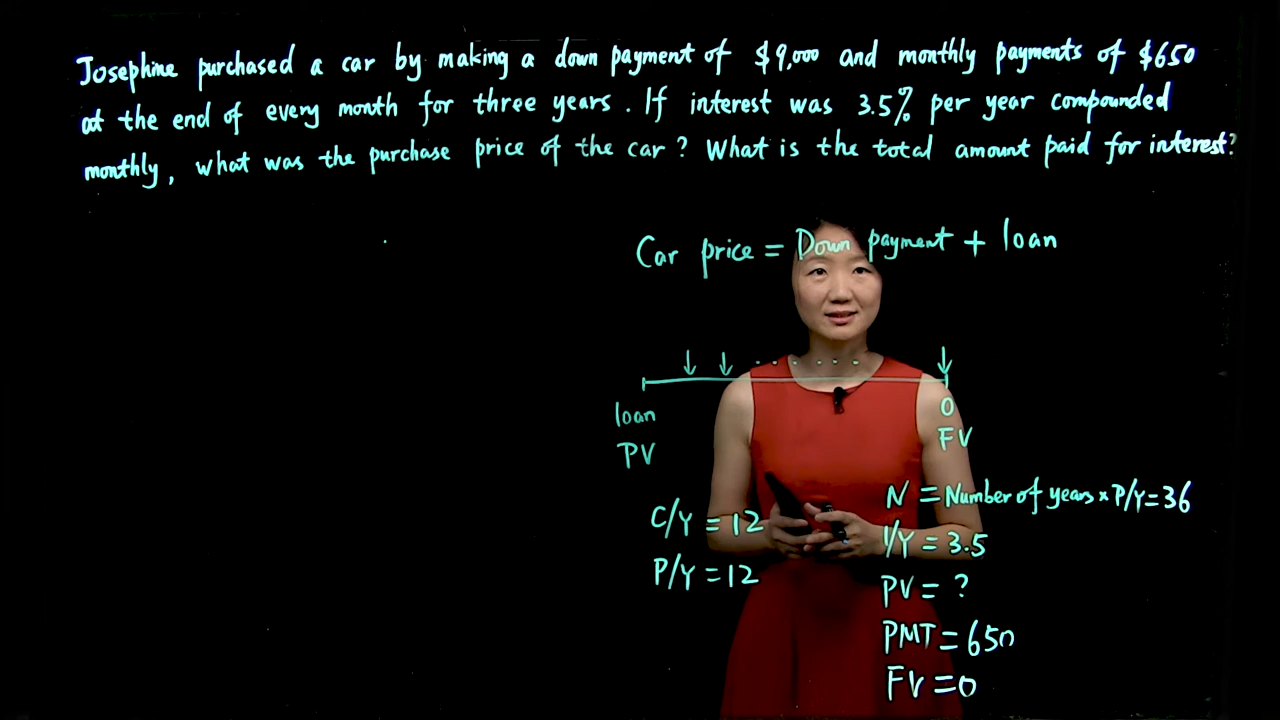 Josephine purchased a car by making a down payment of $9,000 and monthly payments of $650
at the end of every month for three years. If interest was 3.5% per year compounded
monthly, what was the purchase price of the car? What is the total amount paid for interest?
Car price = Down payment + loan
loan
PV
0
FV
C/Y = 12
P/Y = 12
N = Number of years × P/Y = 36
I/Y = 3.5
PV = ?
PMT = 650
FV = 0